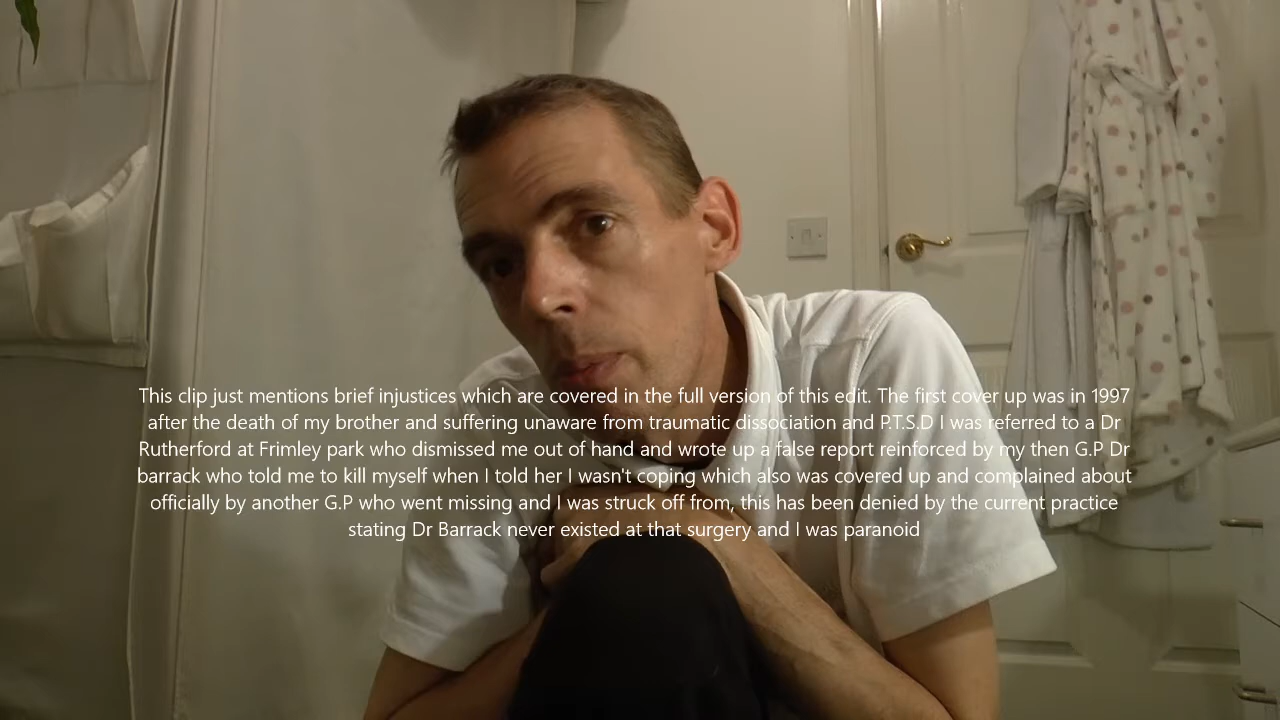 This clip just mentions brief injustices which are covered in the full version of this edit. The first cover up was in 1997
after the death of my brother and suffering unaware from traumatic dissociation and P.T.S.D I was referred to a Dr
Rutherford at Frimley park who dismissed me out of hand and wrote up a false report reinforced by my then G.P Dr
barrack who told me to kill myself when I told her I wasn't coping which also was covered up and complained about
officially by another G.P who went missing and I was struck off from, this has been denied by the current practice
stating Dr Barrack never existed at that surgery and I was paranoid